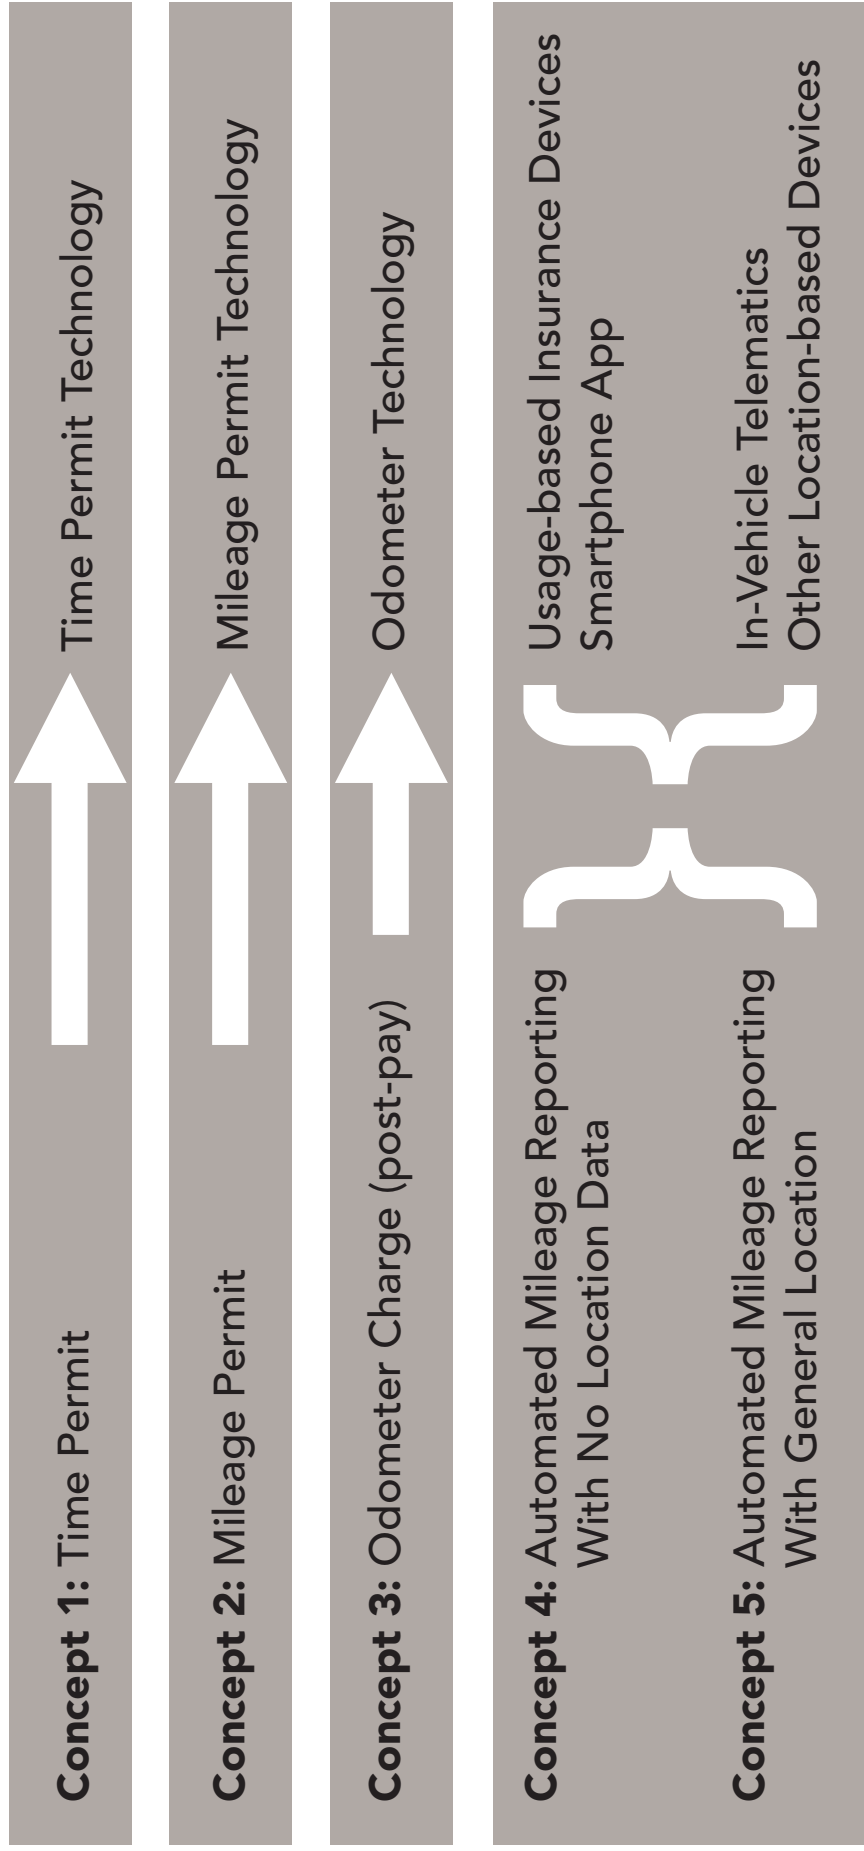 Concept 1: Time Permit
Time Permit Technology
Concept 2: Mileage Permit
Mileage Permit Technology
Concept 3: Odometer Charge (post-pay)
Odometer Technology
Concept 4: Automated Mileage Reporting
With No Location Data
Concept 5: Automated Mileage Reporting
With General Location
Usage-based Insurance Devices
Smartphone App
In-Vehicle Telematics
Other Location-based Devices